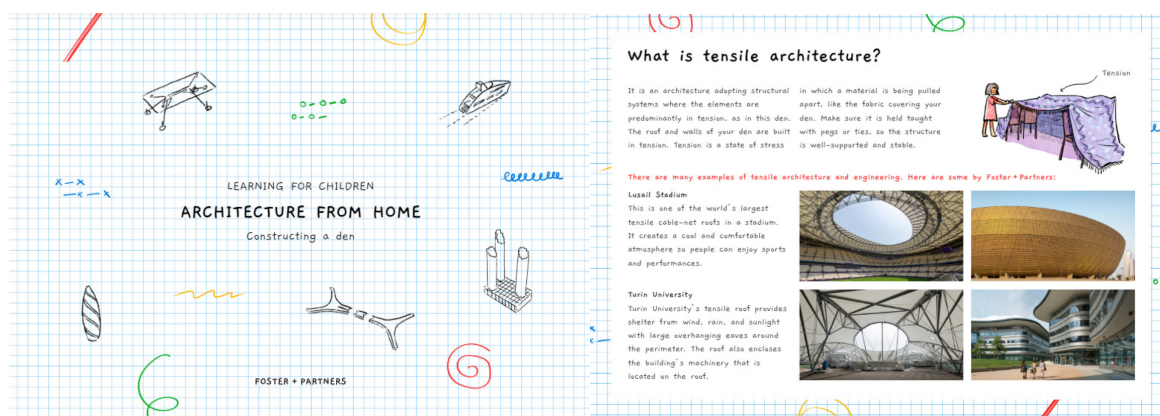 LEARNING FOR CHILDREN
ARCHITECTURE FROM HOME
Constructing a den
FOSTER + PARTNERS
What is tensile architecture?
Tension
It is an architecture adopting structural
systems where the elements are
predominantly in tension, as in this den.
The roof and walls of your den are built
in tension. Tension is a state of stress
in which a material is being pulled
apart, like the fabric covering your
den. Make sure it is held taught
with pegs or ties, so the structure
is well-supported and stable.
There are many examples of tensile architecture and engineering. Here are some by Foster + Partners:
Lusail Stadium
This is one of the world's largest
tensile cable-net roofs in a stadium.
It creates a cool and comfortable
atmosphere so people can enjoy sports
and performances.
Turin University
Turin University's tensile roof provides
shelter from wind, rain, and sunlight
with large overhanging eaves around
the perimeter. The roof also encloses
the building's machinery that is
located on the roof.